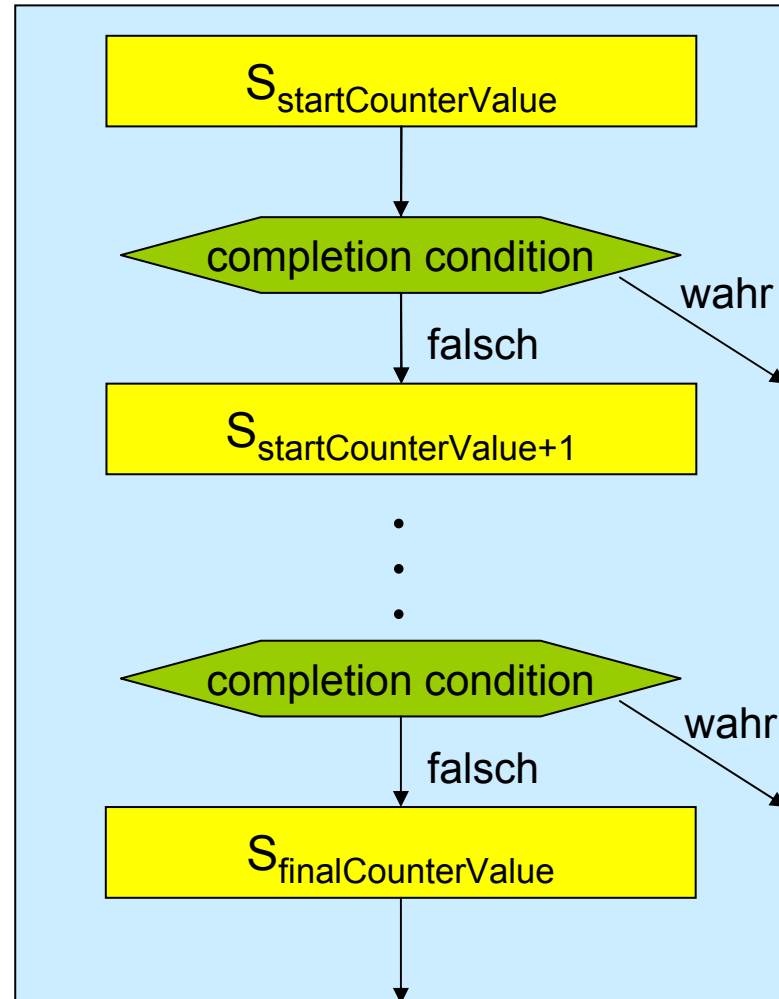 S_startCounterValue
completion condition
wahr
falsch
S_startCounterValue+1
completion condition
wahr
falsch
S_finalCounterValue